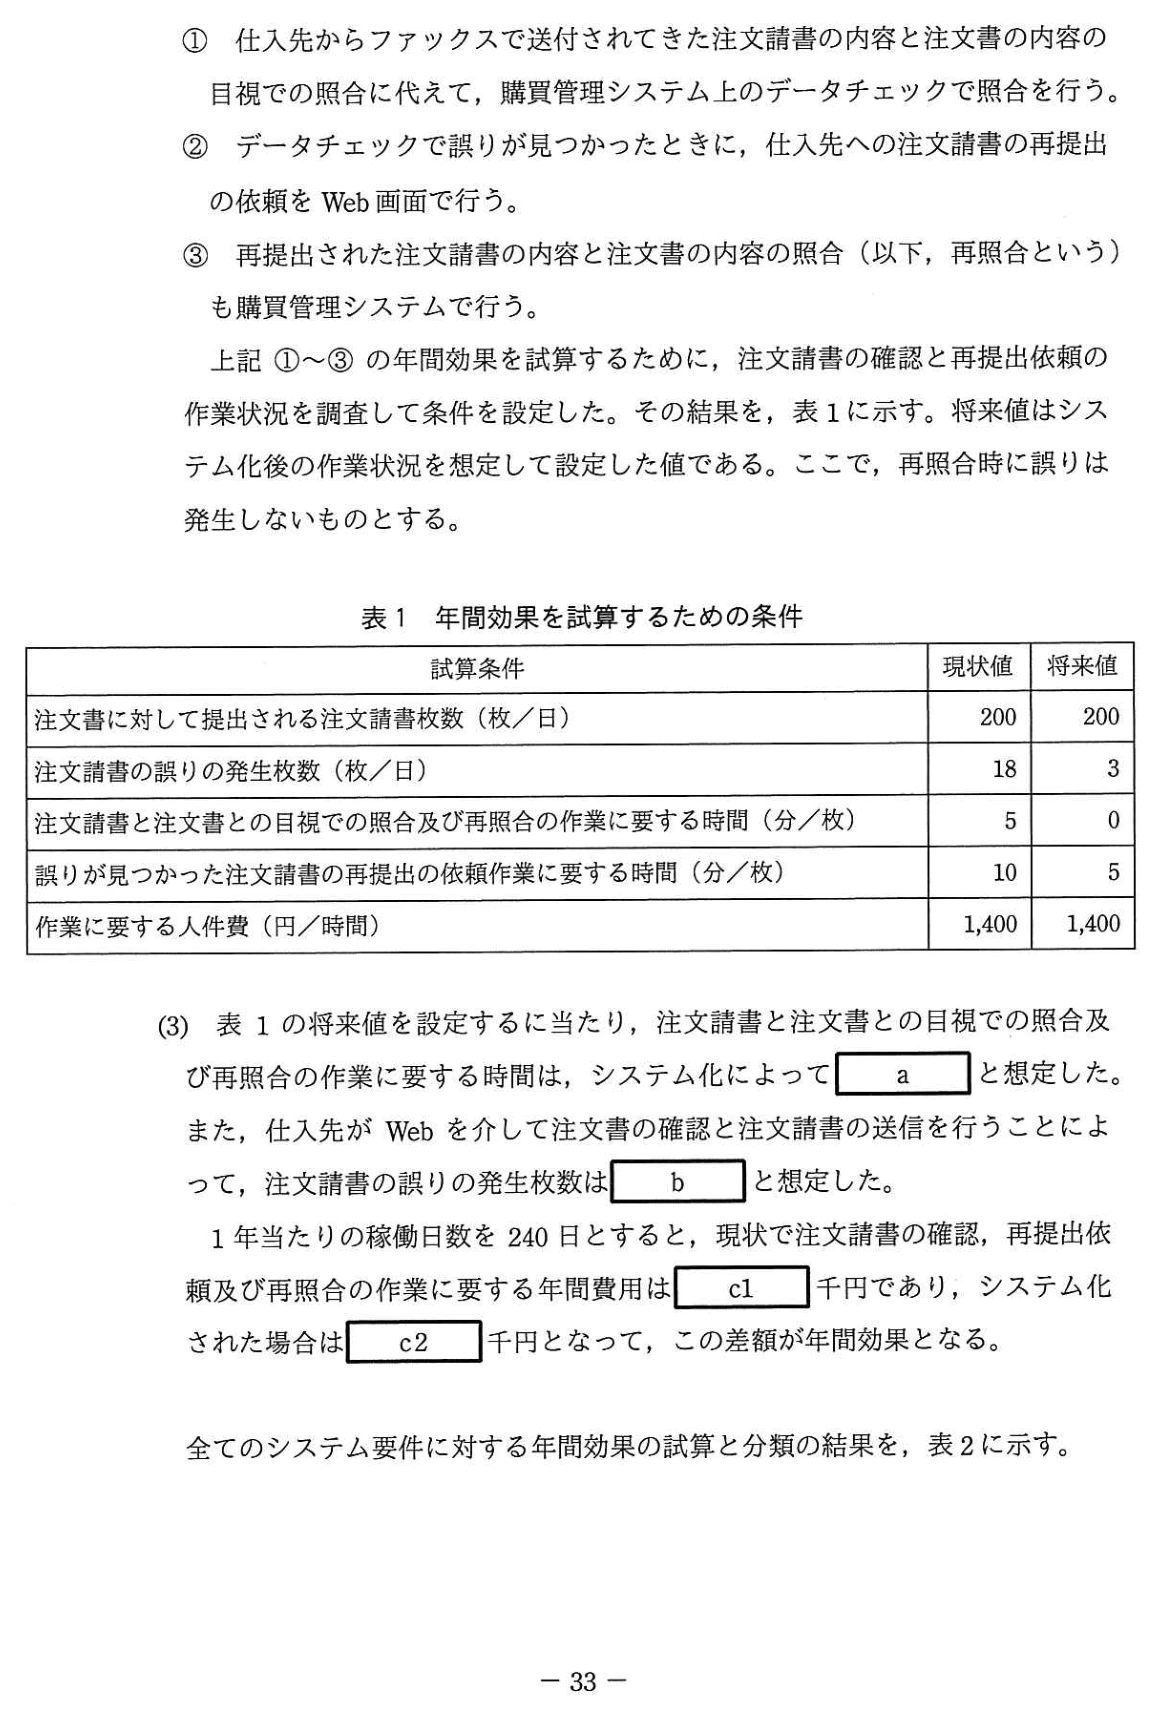 ① 仕入先からファックスで送付されてきた注文請書の内容と注文書の内容の
目視での照合に代えて，購買管理システム上のデータチェックで照合を行う。
② データチェックで誤りが見つかったときに，仕入先への注文請書の再提出
の依頼を Web 画面で行う。
③ 再提出された注文請書の内容と注文書の内容の照合（以下，再照合という）
も購買管理システムで行う。
上記 ①～③ の年間効果を試算するために，注文請書の確認と再提出依頼の
作業状況を調査して条件を設定した。その結果を，表 1 に示す。将来値はシス
テム化後の作業状況を想定して設定した値である。ここで，再照合時に誤りは
発生しないものとする。
表 1 年間効果を試算するための条件
試算条件 現状値 将来値
注文書に対して提出される注文請書枚数（枚／日） 200 200
注文請書の誤りの発生枚数（枚／日） 18 3
注文請書と注文書との目視での照合及び再照合の作業に要する時間（分／枚） 5 0
誤りが見つかった注文請書の再提出の依頼作業に要する時間（分／枚） 10 5
作業に要する人件費（円／時間） 1,400 1,400
(3) 表 1 の将来値を設定するに当たり，注文請書と注文書との目視での照合及
び再照合の作業に要する時間は，システム化によって a と想定した。
また，仕入先が Web を介して注文書の確認と注文請書の送信を行うことによ
って，注文請書の誤りの発生枚数は b と想定した。
1 年当たりの稼働日数を 240 日とすると，現状で注文請書の確認，再提出依
頼及び再照合の作業に要する年間費用は c1 千円であり，システム化
された場合は c2 千円となって，この差額が年間効果となる。
全てのシステム要件に対する年間効果の試算と分類の結果を，表 2 に示す。
－ 33 －